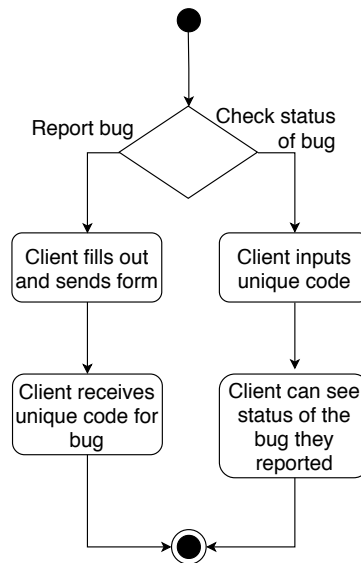 Report bug
Check status
of bug
Client fills out
and sends form
Client inputs
unique code
Client receives
unique code for
bug
Client can see
status of the
bug they
reported